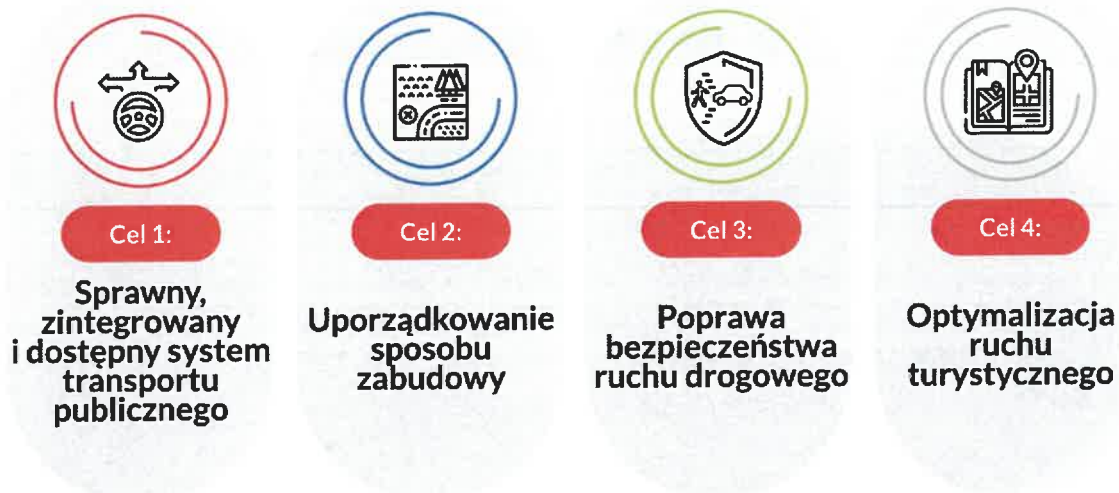 Cel 1:
Sprawny,
zintegrowany
i dostępny system
transportu
publicznego
Cel 2:
Uporządkowanie
sposobu
zabudowy
Cel 3:
Poprawa
bezpieczeństwa
ruchu drogowego
Cel 4:
Optymalizacja
ruchu
turystycznego